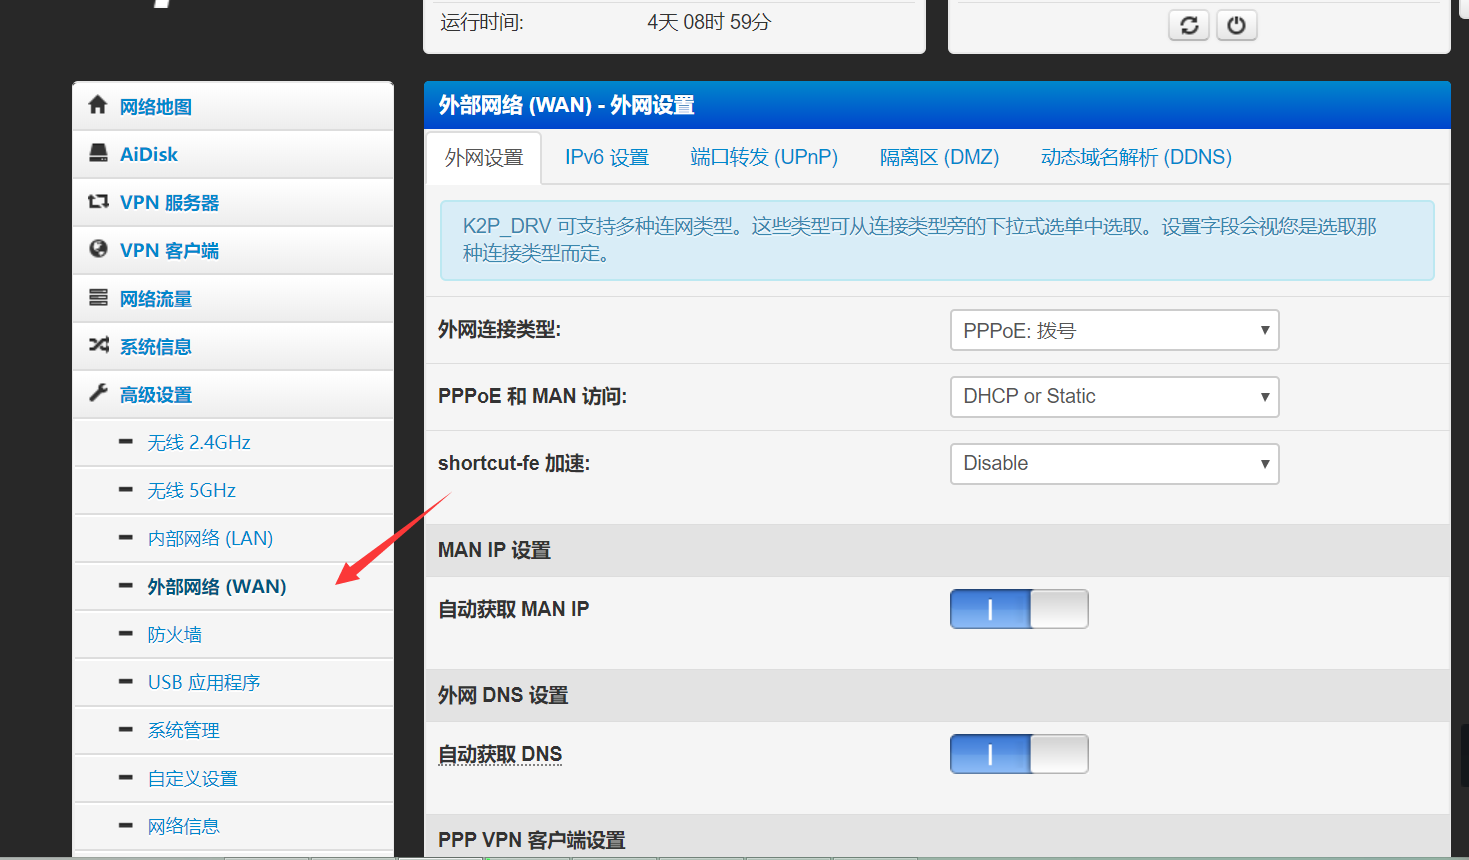 运行时间: 4天 08时 59分
网络地图
AiDisk
VPN 服务器
VPN 客户端
网络流量
系统信息
高级设置
无线 2.4GHz
无线 5GHz
内部网络 (LAN)
外部网络 (WAN)
防火墙
USB 应用程序
系统管理
自定义设置
网络信息
外部网络 (WAN) - 外网设置
外网设置 IPv6 设置 端口转发 (UPnP) 隔离区 (DMZ) 动态域名解析 (DDNS)
K2P_DRV 可支持多种连网类型。这些类型可从连接类型旁的下拉式选单中选取。设置字段会视您是选取那
种连接类型而定。
外网连接类型: PPPoE: 拨号
PPPoE 和 MAN 访问: DHCP or Static
shortcut-fe 加速: Disable
MAN IP 设置
自动获取 MAN IP
外网 DNS 设置
自动获取 DNS
PPP VPN 客户端设置